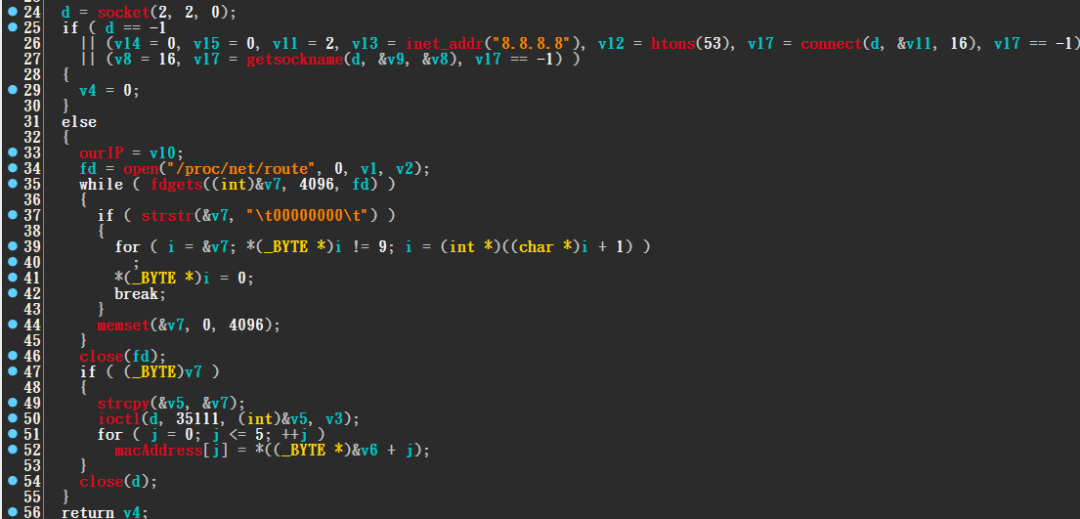 24 d = socket(2, 2, 0);
25 if ( d == -1
26 || (v14 = 0, v15 = 0, v11 = 2, v13 = inet_addr("8.8.8.8"), v12 = htons(53), v17 = connect(d, &v11, 16), v17 == -1)
27 || (v8 = 16, v17 = getsockname(d, &v9, &v8), v17 == -1) )
28 {
29 v4 = 0;
30 }
31 else
32 {
33 ourIP = v10;
34 fd = open("/proc/net/route", 0, v1, v2);
35 while ( fdgets((int)&v7, 4096, fd) )
36 {
37 if ( strstr(&v7, "\t00000000\t") )
38 {
39 for ( i = &v7; *(_BYTE *)i != 9; i = (int *)((char *)i + 1) )
40 ;
41 *(_BYTE *)i = 0;
42 break;
43 }
44 memset(&v7, 0, 4096);
45 }
46 close(fd);
47 if ( (_BYTE)v7 )
48 {
49 strcpy(&v5, &v7);
50 ioctl(d, 35111, (int)&v5, v3);
51 for ( j = 0; j <= 5; ++j )
52 macAddress[j] = *((_BYTE *)&v6 + j);
53 }
54 close(d);
55 }
56 return v4;